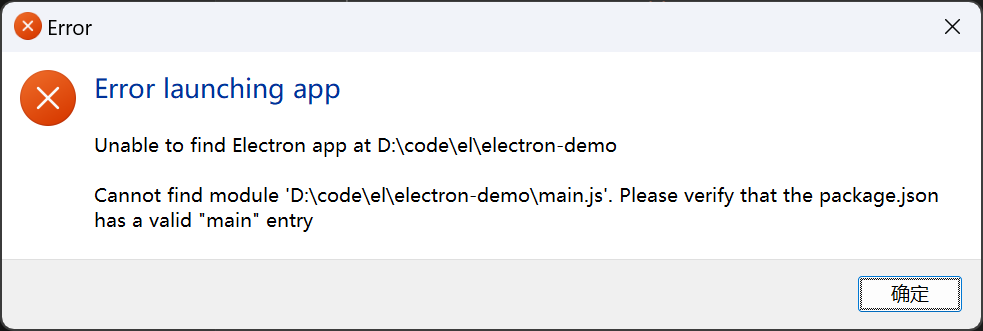 Error
Error launching app
Unable to find Electron app at D:\code\el\electron-demo
Cannot find module 'D:\code\el\electron-demo\main.js'. Please verify that the package.json
has a valid "main" entry
确定